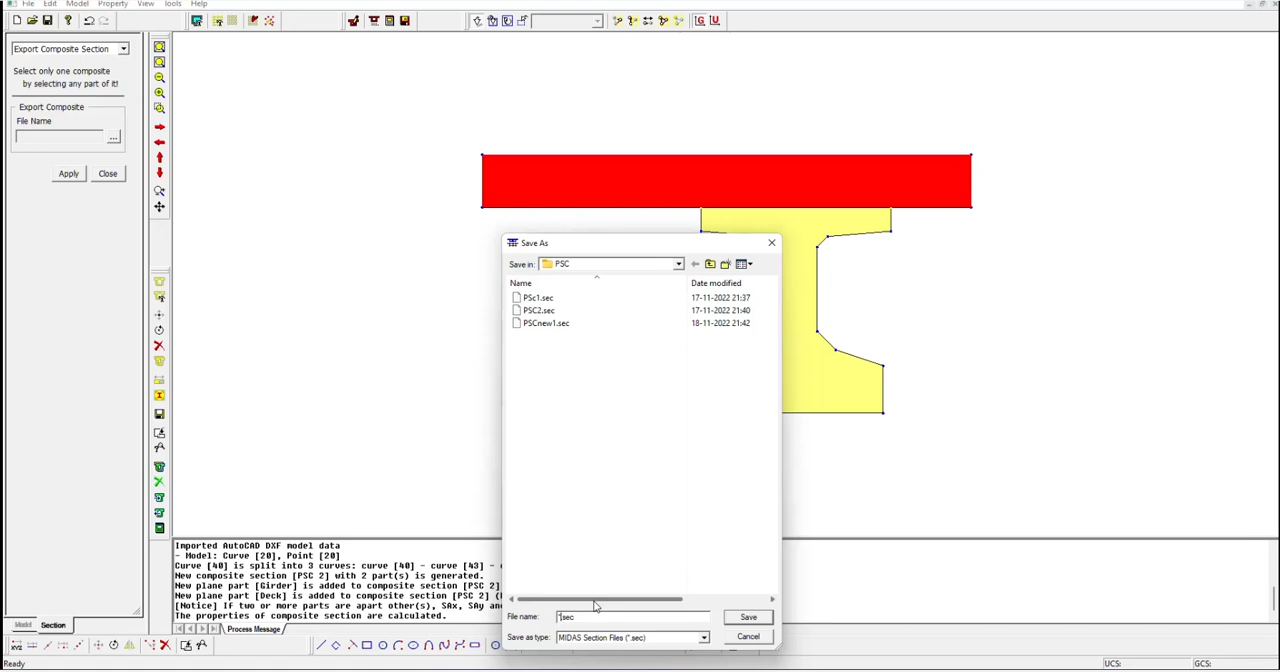 File Edit Model Property View Tools Help
Export Composite Section
Select only one composite
by selecting any part of it!
Export Composite
File Name
...
Apply Close
G U
Save As
Save in: PSC
Name Date modified
PSc1.sec 17-11-2022 21:37
PSC2.sec 17-11-2022 21:40
PSCnew1.sec 18-11-2022 21:42
File name: *.sec Save
Save as type: MIDAS Section Files (*.sec) Cancel
Imported AutoCAD DXF model data
- Model: Curve [20], Point [20]
Curve [40] is split into 3 curves: curve [40] - curve [43] -
New composite section [PSC 2] with 2 part(s) is generated.
New plane part [Girder] is added to composite section [PSC 2]
New plane part [Deck] is added to composite section [PSC 2]
[Notice] If two or more parts are apart other(s), SAx, SAy
The properties of composite section are calculated.
Model Section
Process Message
XYZ
Ready
UCS: GCS: